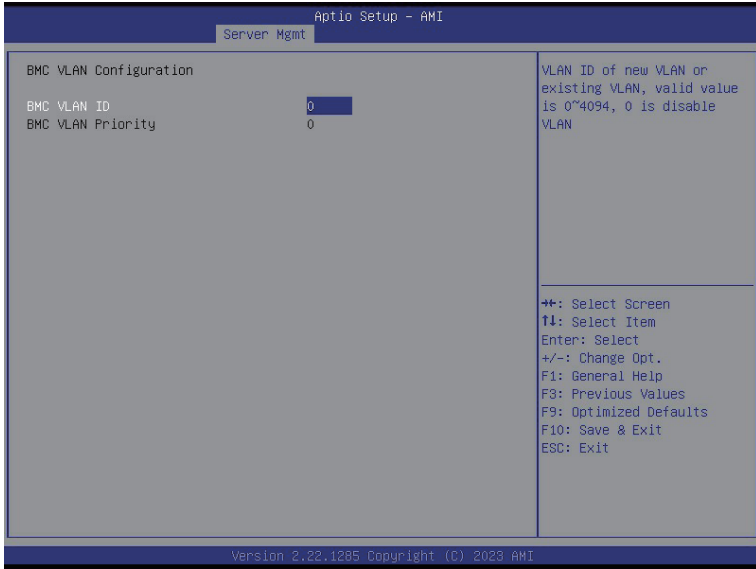 Aptio Setup – AMI
Server Mgmt
BMC VLAN Configuration
BMC VLAN ID 0
BMC VLAN Priority 0
VLAN ID of new VLAN or
existing VLAN, valid value
is 0~4094, 0 is disable
VLAN
→←: Select Screen
↑↓: Select Item
Enter: Select
+/-: Change Opt.
F1: General Help
F3: Previous Values
F9: Optimized Defaults
F10: Save & Exit
ESC: Exit
Version 2.22.1285 Copyright (C) 2023 AMI